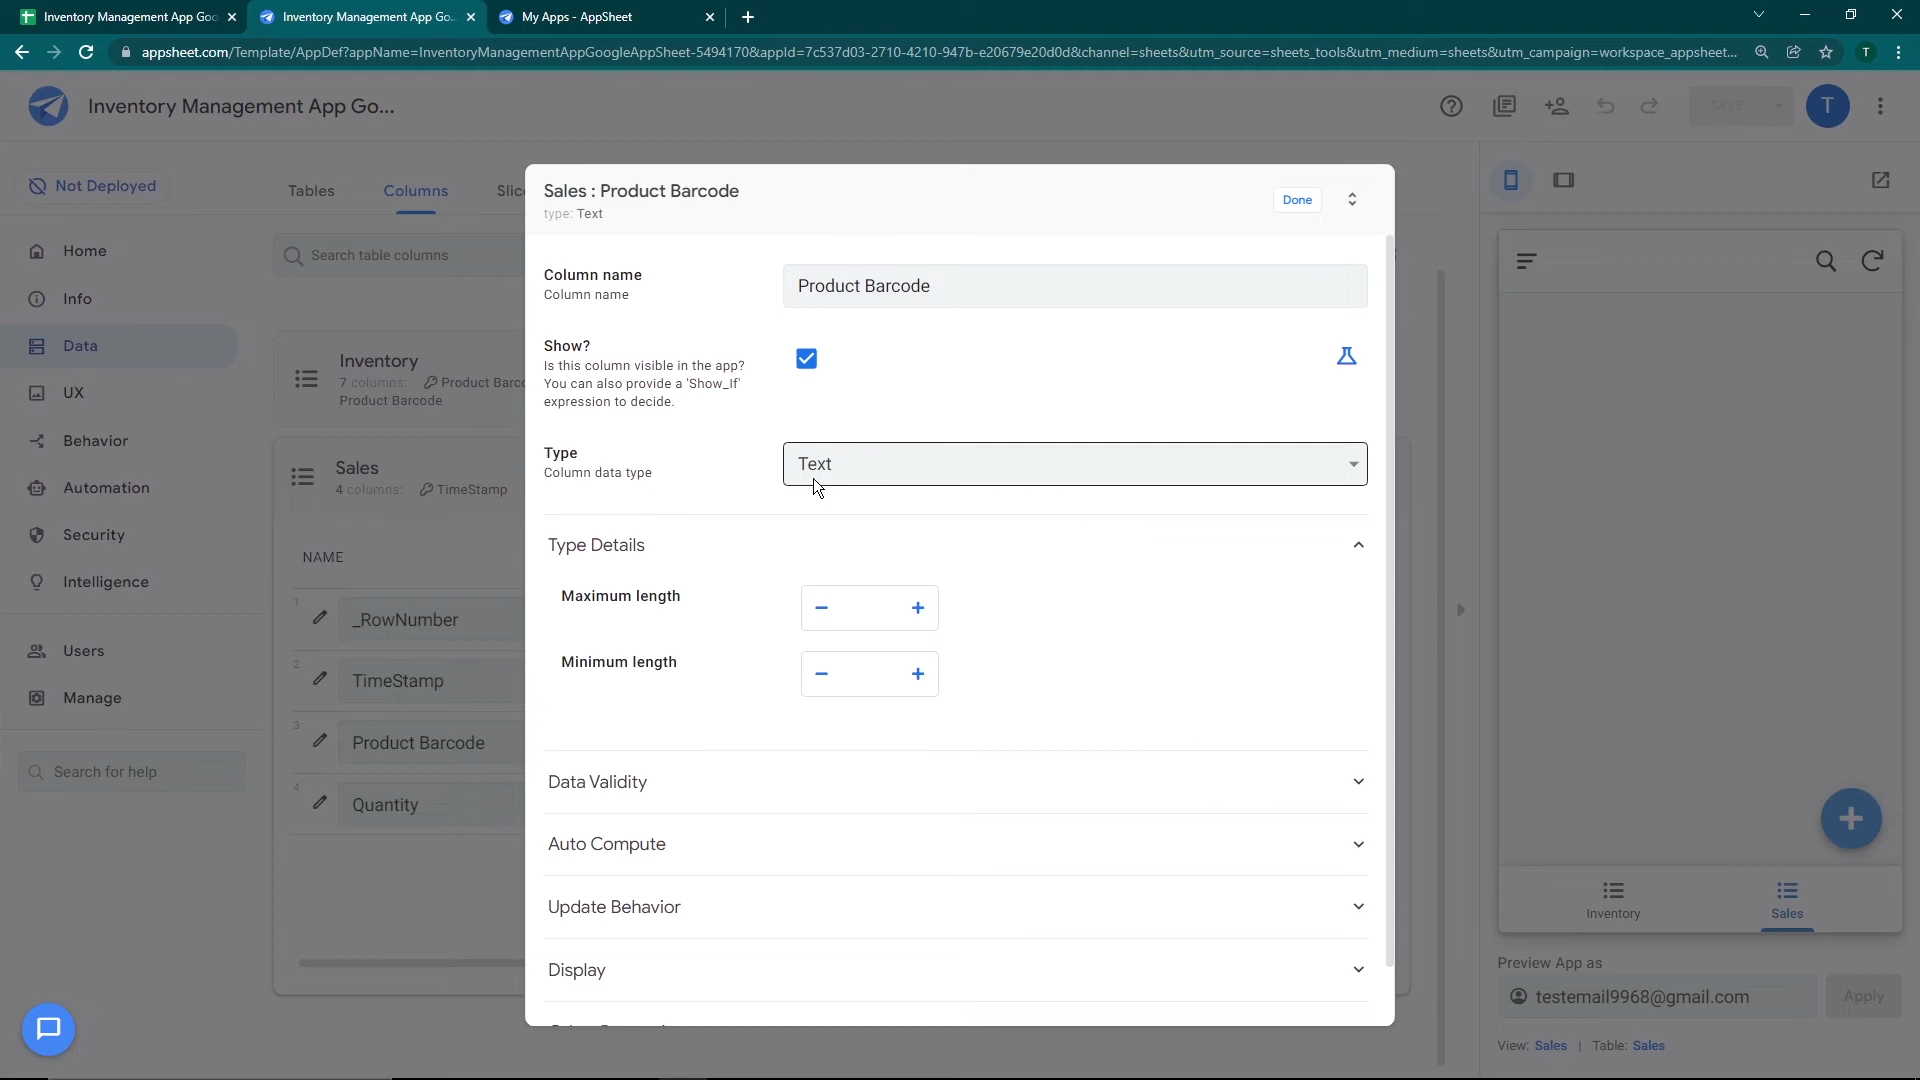 Inventory Management App Goo
Inventory Management App Go...
My Apps - AppSheet
appsheet.com/Template/AppDef?appName=InventoryManagementAppGoogleAppSheet-5494170&appId=7c537d03-2710-4210-947b-e20679e20d0d&channel=sheets&utm_source=sheets_tools&utm_medium=sheets&utm_campaign=workspace_appsheet...
T
Inventory Management App Go...
SAVE
T
Not Deployed
Tables
Columns
Slic
Home
Info
Data
UX
Behavior
Automation
Security
Intelligence
Users
Manage
Search for help
Search table columns
Inventory
7 columns: Product Barco
Product Barcode
Sales
4 columns: TimeStamp
NAME
1
_RowNumber
2
TimeStamp
3
Product Barcode
4
Quantity
Sales : Product Barcode
type: Text
Done
Column name
Column name
Product Barcode
Show?
Is this column visible in the app?
You can also provide a 'Show_If'
expression to decide.
Type
Column data type
Text
Type Details
Maximum length
Minimum length
Data Validity
Auto Compute
Update Behavior
Display
Inventory
Sales
Preview App as
testemail9968@gmail.com
Apply
View: Sales | Table: Sales